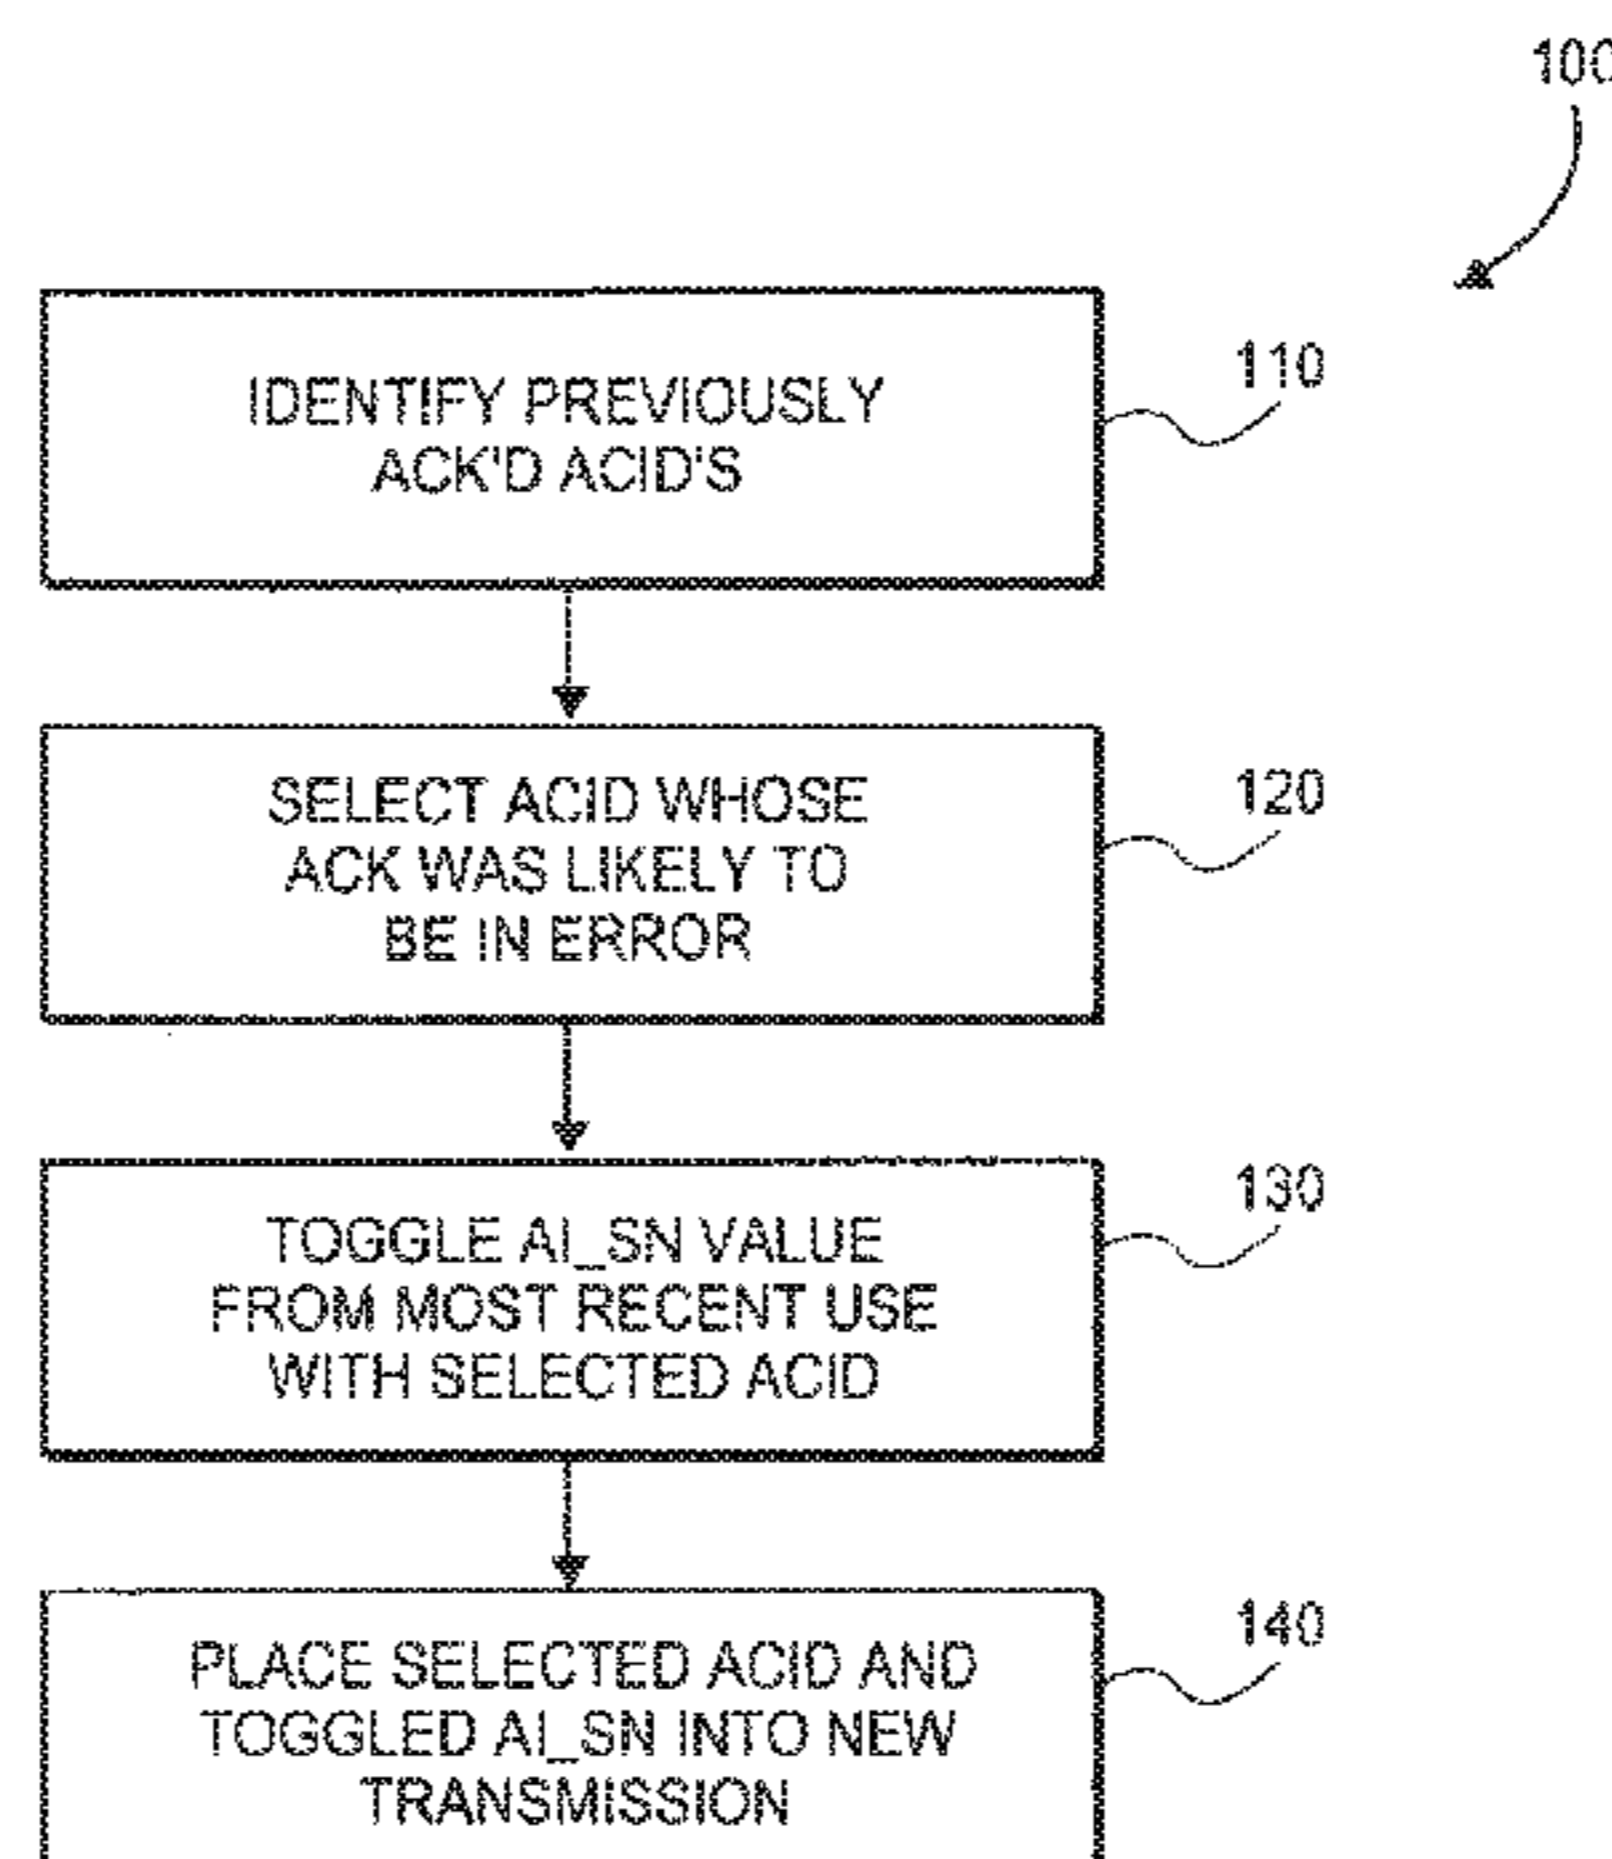 100
IDENTIFY PREVIOUSLY
ACK'D ACID'S
110
SELECT ACID WHOSE
ACK WAS LIKELY TO
BE IN ERROR
120
TOGGLE AI_SN VALUE
FROM MOST RECENT USE
WITH SELECTED ACID
130
PLACE SELECTED ACID AND
TOGGLED AI_SN INTO NEW
TRANSMISSION
140